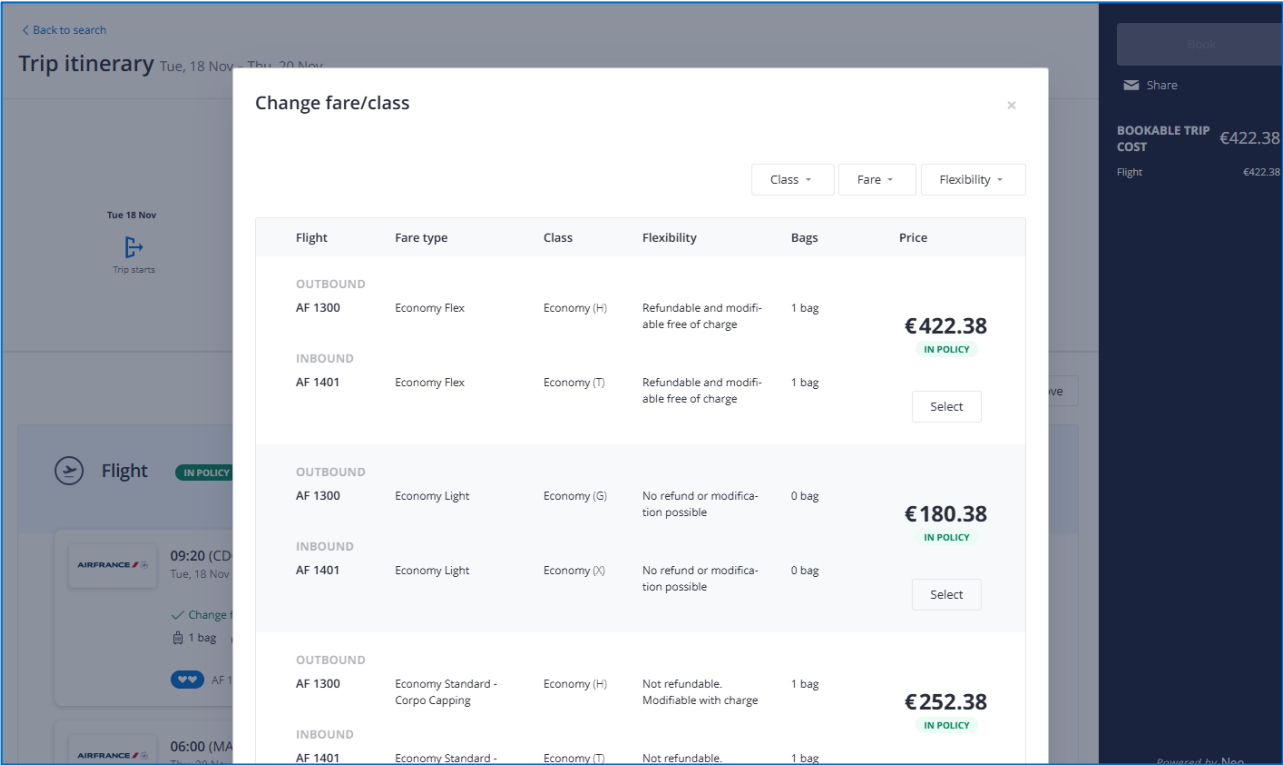 Back to search
Trip itinerary Tue, 18 Nov - Thu, 20 Nov
Book
Share
BOOKABLE TRIP COST €422.38
Flight €422.38
Tue 18 Nov
Trip starts
Change fare/class
×
Class Fare Flexibility
Flight Fare type Class Flexibility Bags Price
OUTBOUND
AF 1300 Economy Flex Economy (H) Refundable and modifi-
able free of charge 1 bag
INBOUND
AF 1401 Economy Flex Economy (T) Refundable and modifi-
able free of charge 1 bag
€422.38
IN POLICY
Select
OUTBOUND
AF 1300 Economy Light Economy (G) No refund or modifica-
tion possible 0 bag
INBOUND
AF 1401 Economy Light Economy (X) No refund or modifica-
tion possible 0 bag
€180.38
IN POLICY
Select
OUTBOUND
AF 1300 Economy Standard -
Corpo Capping Economy (H) Not refundable.
Modifiable with charge 1 bag
INBOUND
AF 1401 Economy Standard - Economy (T) Not refundable. 1 bag
€252.38
IN POLICY
Flight IN POLICY
AIRFRANCE
09:20 (CD
Tue, 18 Nov
Change f
1 bag
AF 1
AIRFRANCE
06:00 (MA
Powered by Neo